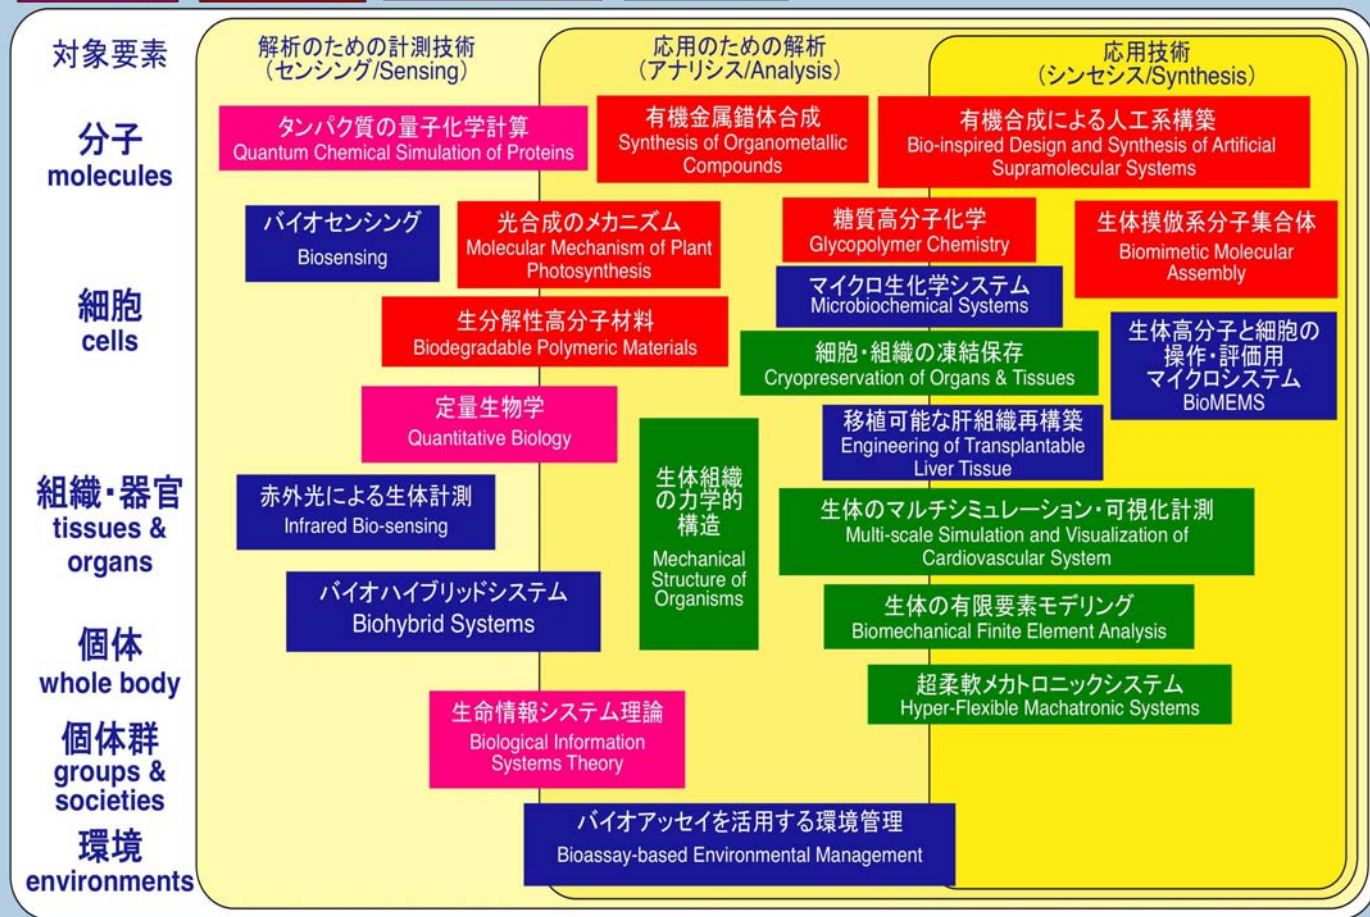 対象要素
解析のための計測技術
(センシング/Sensing)
応用のための解析
(アナリシス/Analysis)
応用技術
(シンセシス/Synthesis)
分子
molecules
タンパク質の量子化学計算
Quantum Chemical Simulation of Proteins
有機金属錯体合成
Synthesis of Organometallic
Compounds
有機合成による人工系構築
Bio-inspired Design and Synthesis of Artificial
Supramolecular Systems
バイオセンシング
Biosensing
光合成のメカニズム
Molecular Mechanism of Plant
Photosynthesis
糖質高分子化学
Glycopolymer Chemistry
生体摸倣系分子集合体
Biomimetic Molecular
Assembly
細胞
cells
マイクロ生化学システム
Microbiochemical Systems
生分解性高分子材料
Biodegradable Polymeric Materials
細胞・組織の凍結保存
Cryopreservation of Organs & Tissues
生体高分子と細胞の
操作・評価用
マイクロシステム
BioMEMS
定量生物学
Quantitative Biology
移植可能な肝組織再構築
Engineering of Transplantable
Liver Tissue
組織・器官
tissues &
organs
赤外光による生体計測
Infrared Bio-sensing
生体組織
の力学的
構造
Mechanical
Structure of
Organisms
生体のマルチシミュレーション・可視化計測
Multi-scale Simulation and Visualization of
Cardiovascular System
バイオハイブリッドシステム
Biohybrid Systems
生体の有限要素モデリング
Biomechanical Finite Element Analysis
個体
whole body
超柔軟メカトロニックシステム
Hyper-Flexible Machatronic Systems
個体群
groups &
societies
生命情報システム理論
Biological Information
Systems Theory
環境
environments
バイオアッセイを活用する環境管理
Bioassay-based Environmental Management